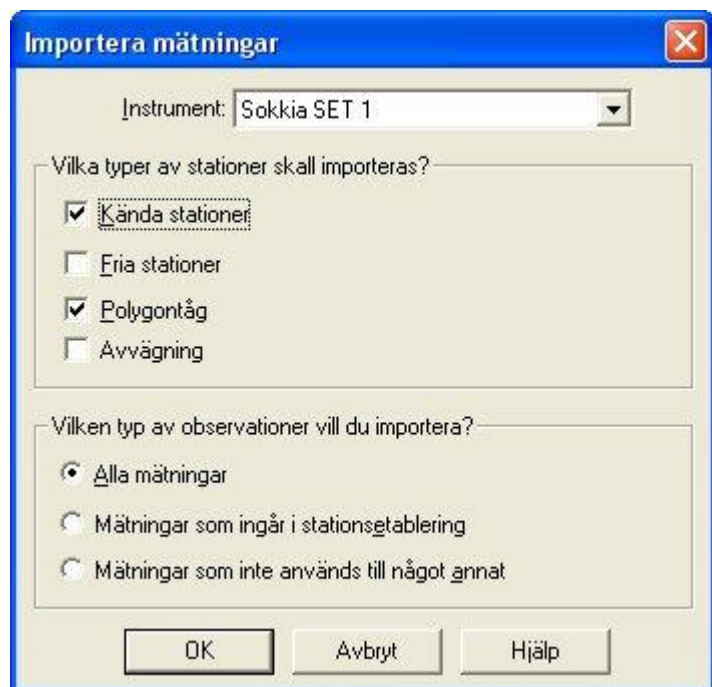 Importera mätningar
Instrument: Sokkia SET 1
Vilka typer av stationer skall importeras?
Kända stationer
Fria stationer
Polygontåg
Avvägning
Vilken typ av observationer vill du importera?
Alla mätningar
Mätningar som ingår i stationsetablering
Mätningar som inte används till något annat
OK Avbryt Hjälp